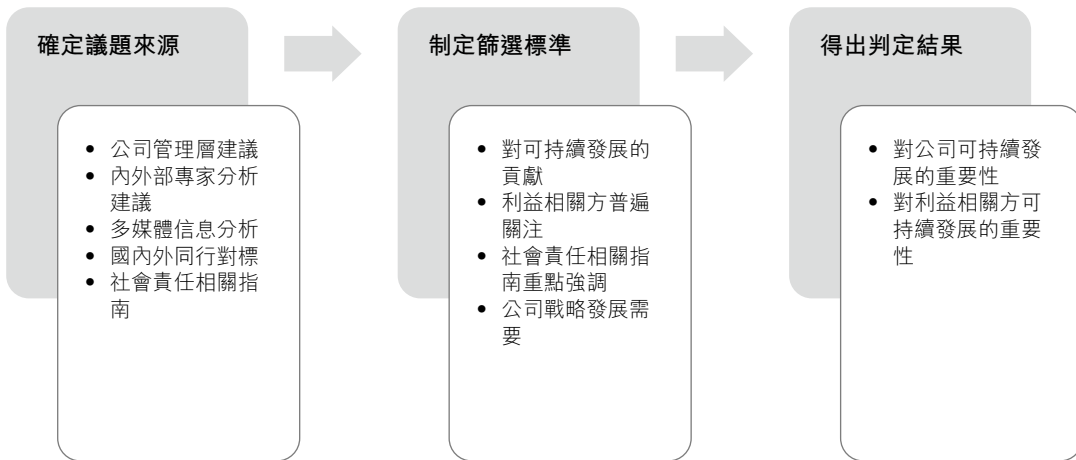 確定議題來源
制定篩選標準
得出判定結果
• 公司管理層建議
• 內外部專家分析
建議
• 多媒體信息分析
• 國內外同行對標
• 社會責任相關指
南
• 對可持續發展的
貢獻
• 利益相關方普遍
關注
• 社會責任相關指
南重點強調
• 公司戰略發展需
要
• 對公司可持續發
展的重要性
• 對利益相關方可
持續發展的重要
性